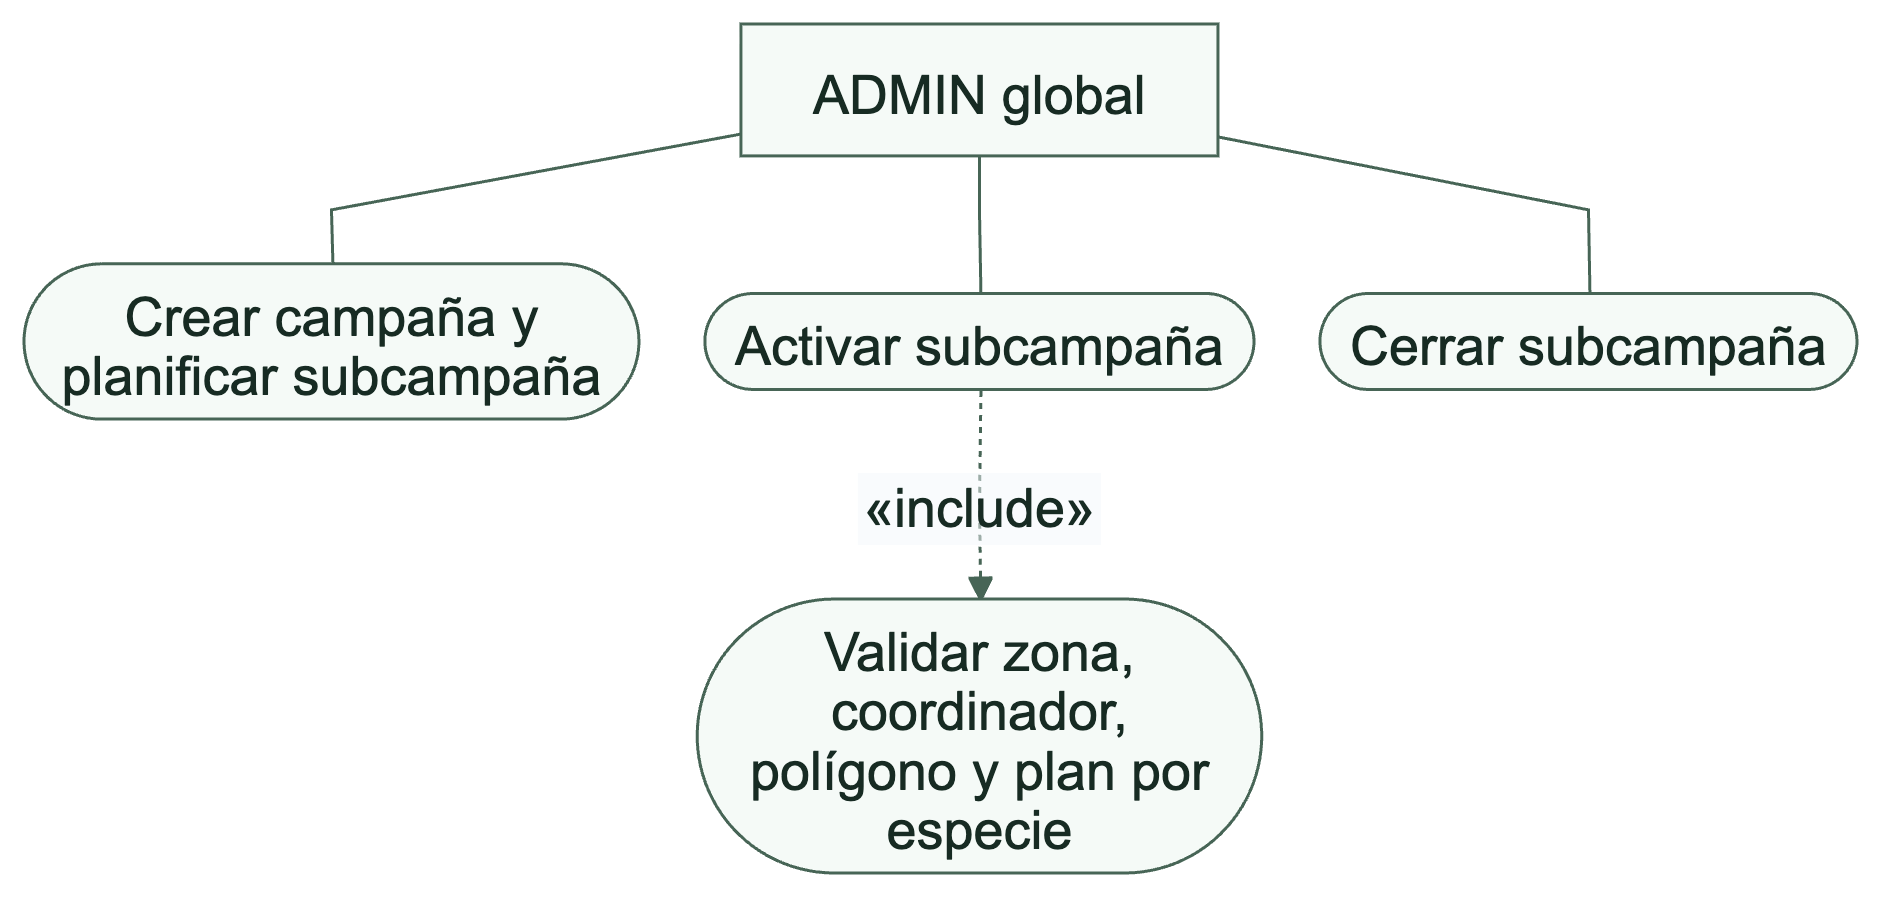 ADMIN global
Crear campaña y
planificar subcampaña
Activar subcampaña
Cerrar subcampaña
«include»
Validar zona,
coordinador,
polígono y plan por
especie